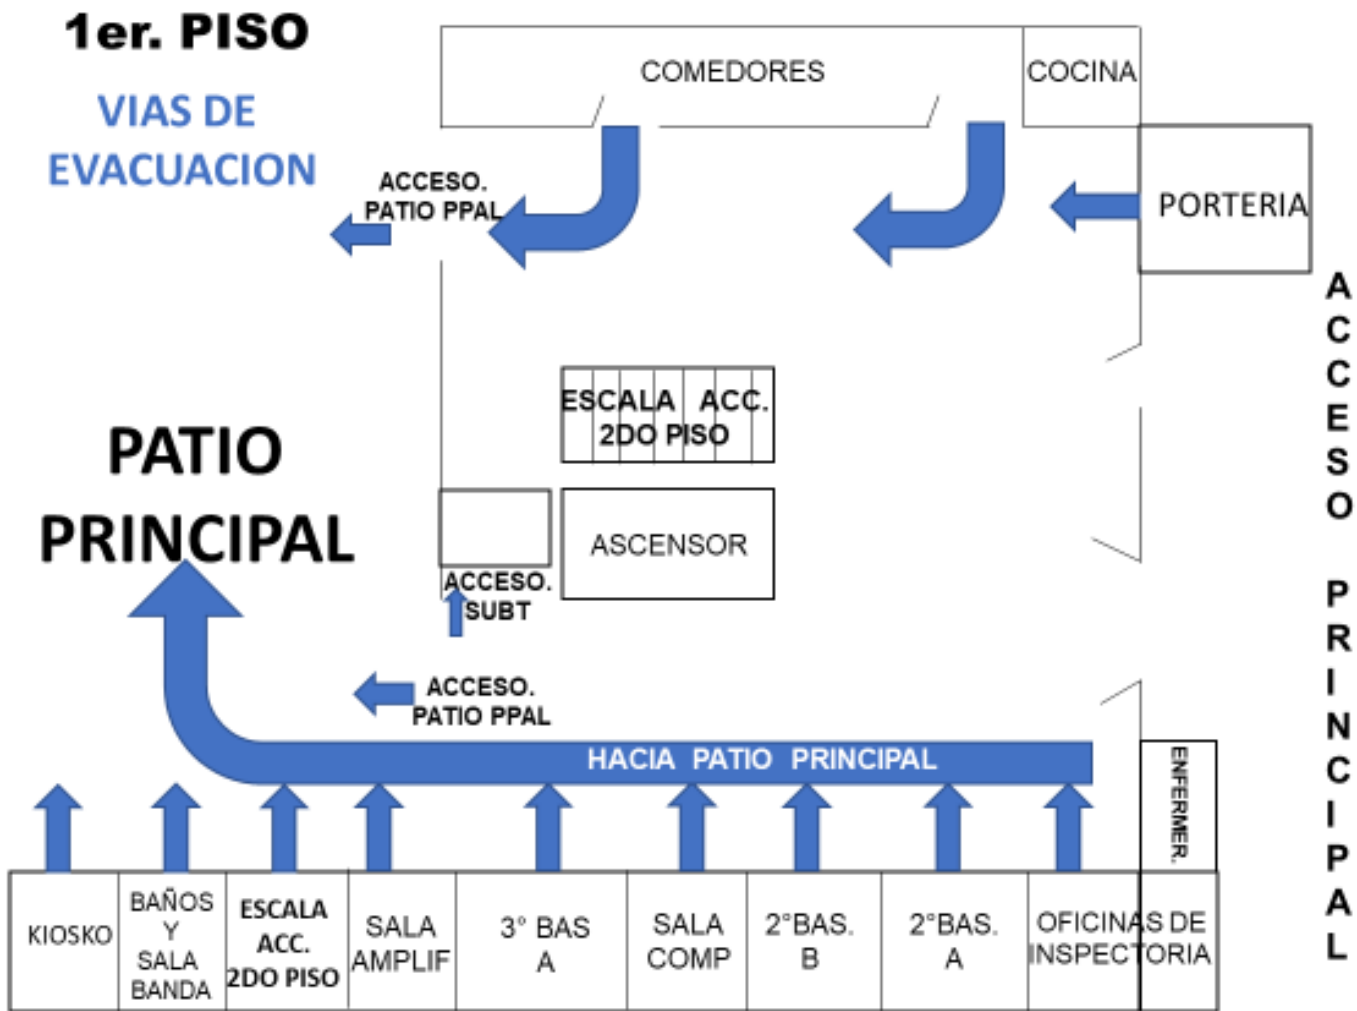 1er. PISO
VIAS DE
EVACUACION
COMEDORES
COCINA
ACCESO.
PATIO PPAL
PORTERIA
ACCESO PRINCIPAL
ESCALA ACC.
2DO PISO
PATIO
PRINCIPAL
ASCENSOR
ACCESO.
SUBT
ACCESO.
PATIO PPAL
HACIA PATIO PRINCIPAL
ENFERMER.
KIOSKO
BAÑOS
Y
SALA
BANDA
ESCALA
ACC.
2DO PISO
SALA
AMPLIF
3° BAS
A
SALA
COMP
2°BAS.
B
2°BAS.
A
OFICINAS DE
INSPECTORIA